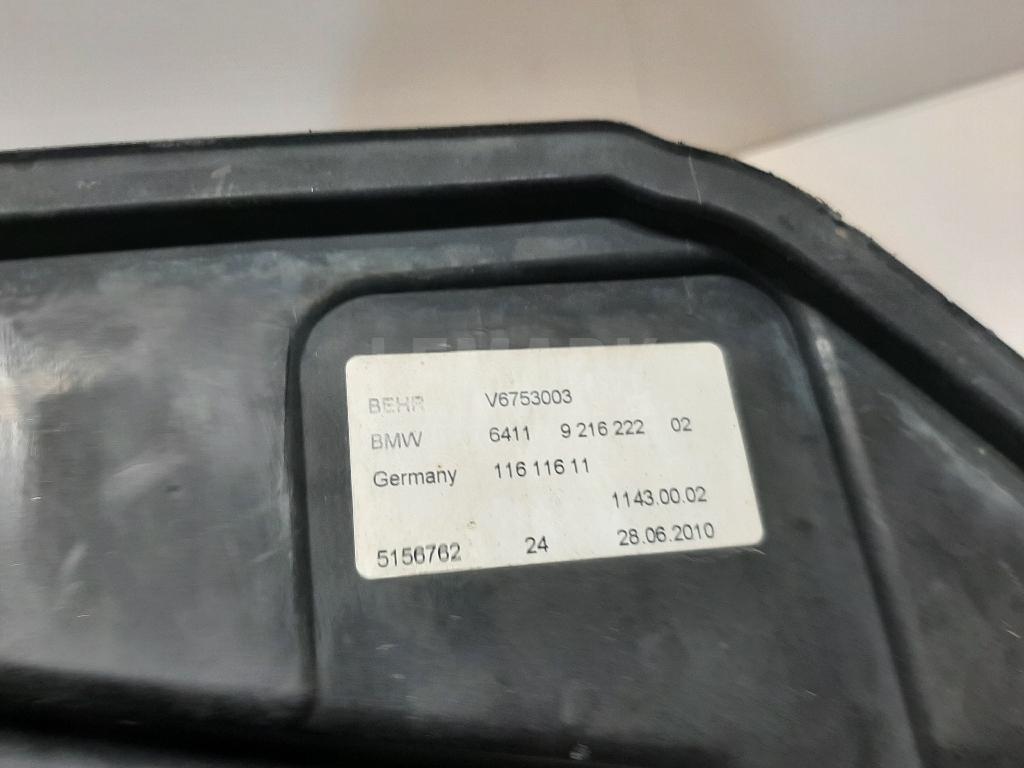 LEMARK
BEHR V6753003
BMW 6411 9 216 222 02
Germany 116 116 11
1143.00.02
5156762 24 28.06.2010